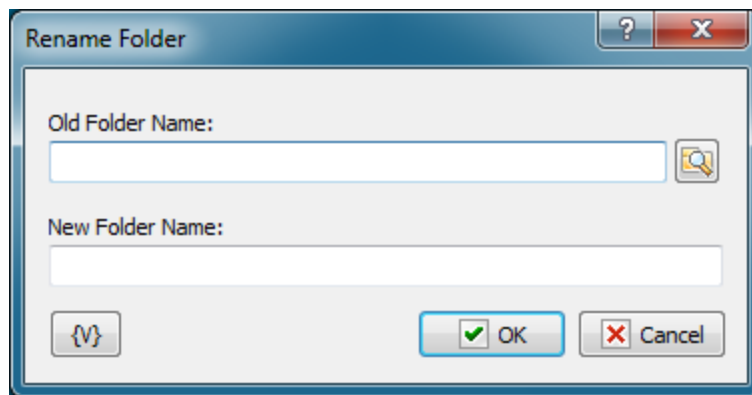 Rename Folder
?
Old Folder Name:
New Folder Name:
{V}
OK
Cancel